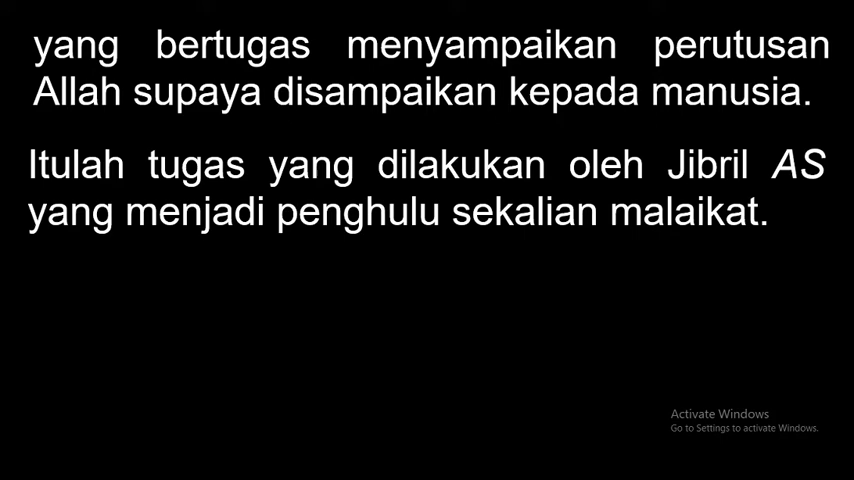 yang bertugas menyampaikan perutusan
Allah supaya disampaikan kepada manusia.
Itulah tugas yang dilakukan oleh Jibril AS
yang menjadi penghulu sekalian malaikat.
Activate Windows
Go to Settings to activate Windows.